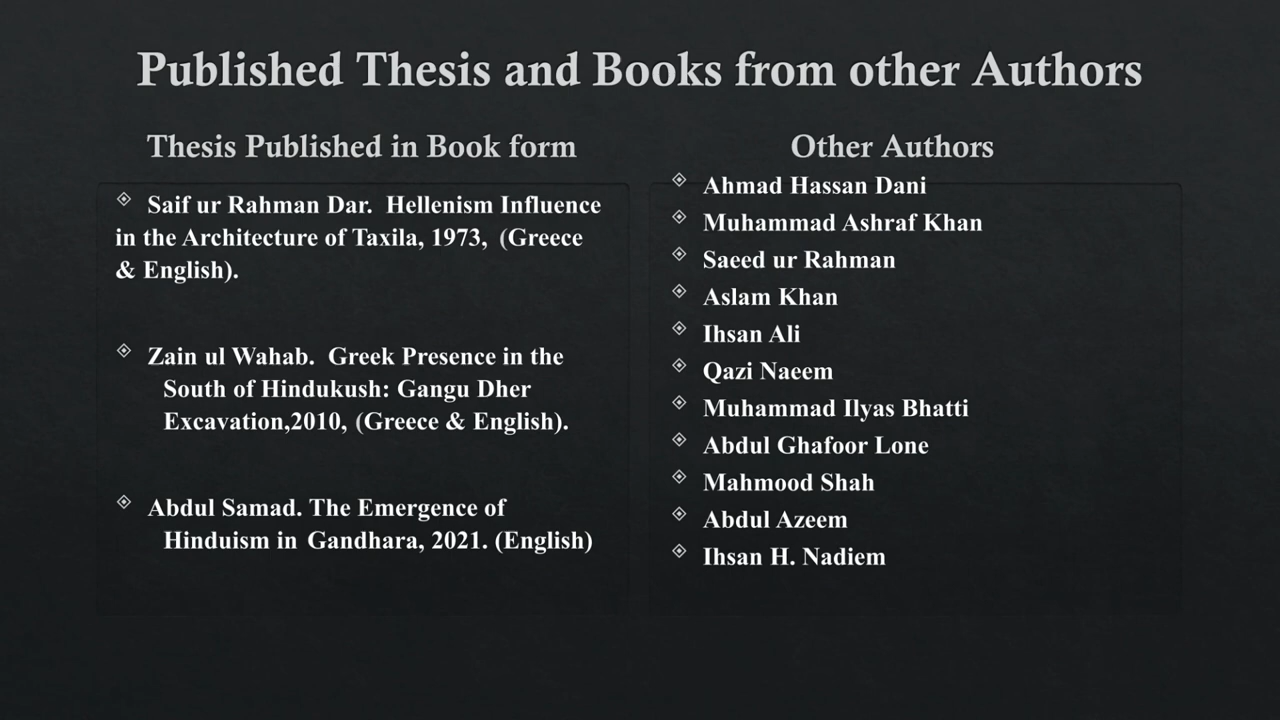 Published Thesis and Books from other Authors
Thesis Published in Book form
Saif ur Rahman Dar. Hellenism Influence
in the Architecture of Taxila, 1973, (Greece
& English).
Zain ul Wahab. Greek Presence in the
South of Hindukush: Gangu Dher
Excavation,2010, (Greece & English).
Abdul Samad. The Emergence of
Hinduism in Gandhara, 2021. (English)
Other Authors
Ahmad Hassan Dani
Muhammad Ashraf Khan
Saeed ur Rahman
Aslam Khan
Ihsan Ali
Qazi Naeem
Muhammad Ilyas Bhatti
Abdul Ghafoor Lone
Mahmood Shah
Abdul Azeem
Ihsan H. Nadiem